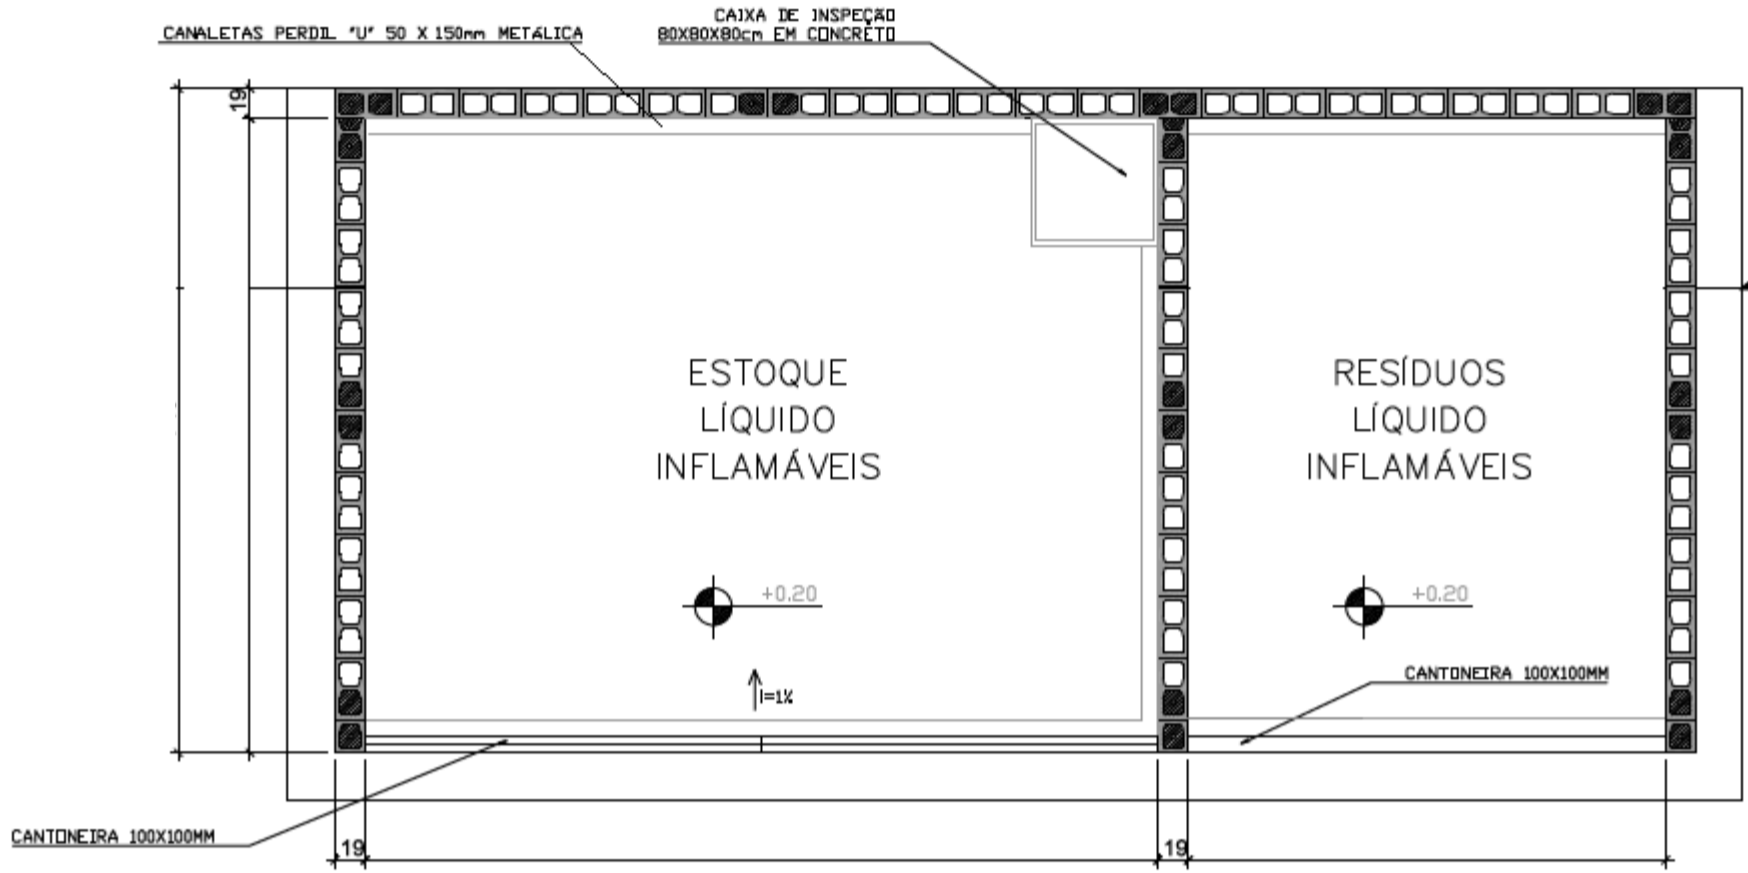 CAIXA DE INSPEÇÃO
80X80X80cm EM CONCRETO
CANALETAS PERDIL "U" 50 X 150mm METÁLICA
19
ESTOQUE
LÍQUIDO
INFLAMÁVEIS
RESÍDUOS
LÍQUIDO
INFLAMÁVEIS
+0.20
+0.20
CANTONEIRA 100X100MM
I=1%
CANTONEIRA 100X100MM
19
19